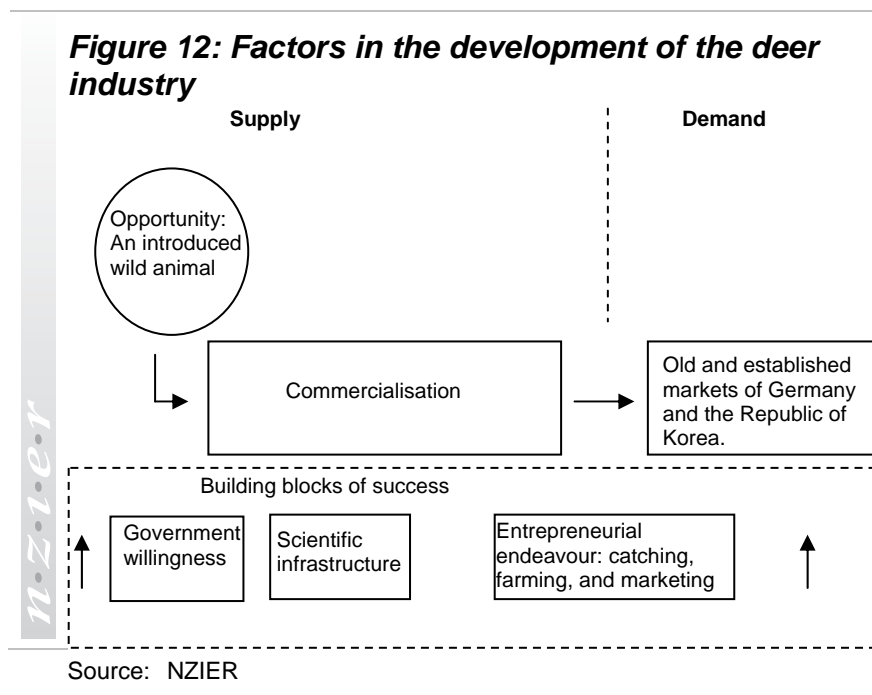 Figure 12: Factors in the development of the deer
industry
Supply
Demand
Opportunity:
An introduced
wild animal
Commercialisation
Old and established
markets of Germany
and the Republic of
Korea.
Building blocks of success
Government
willingness
Scientific
infrastructure
Entrepreneurial
endeavour: catching,
farming, and marketing
n·z·i·e·r
Source: NZIER